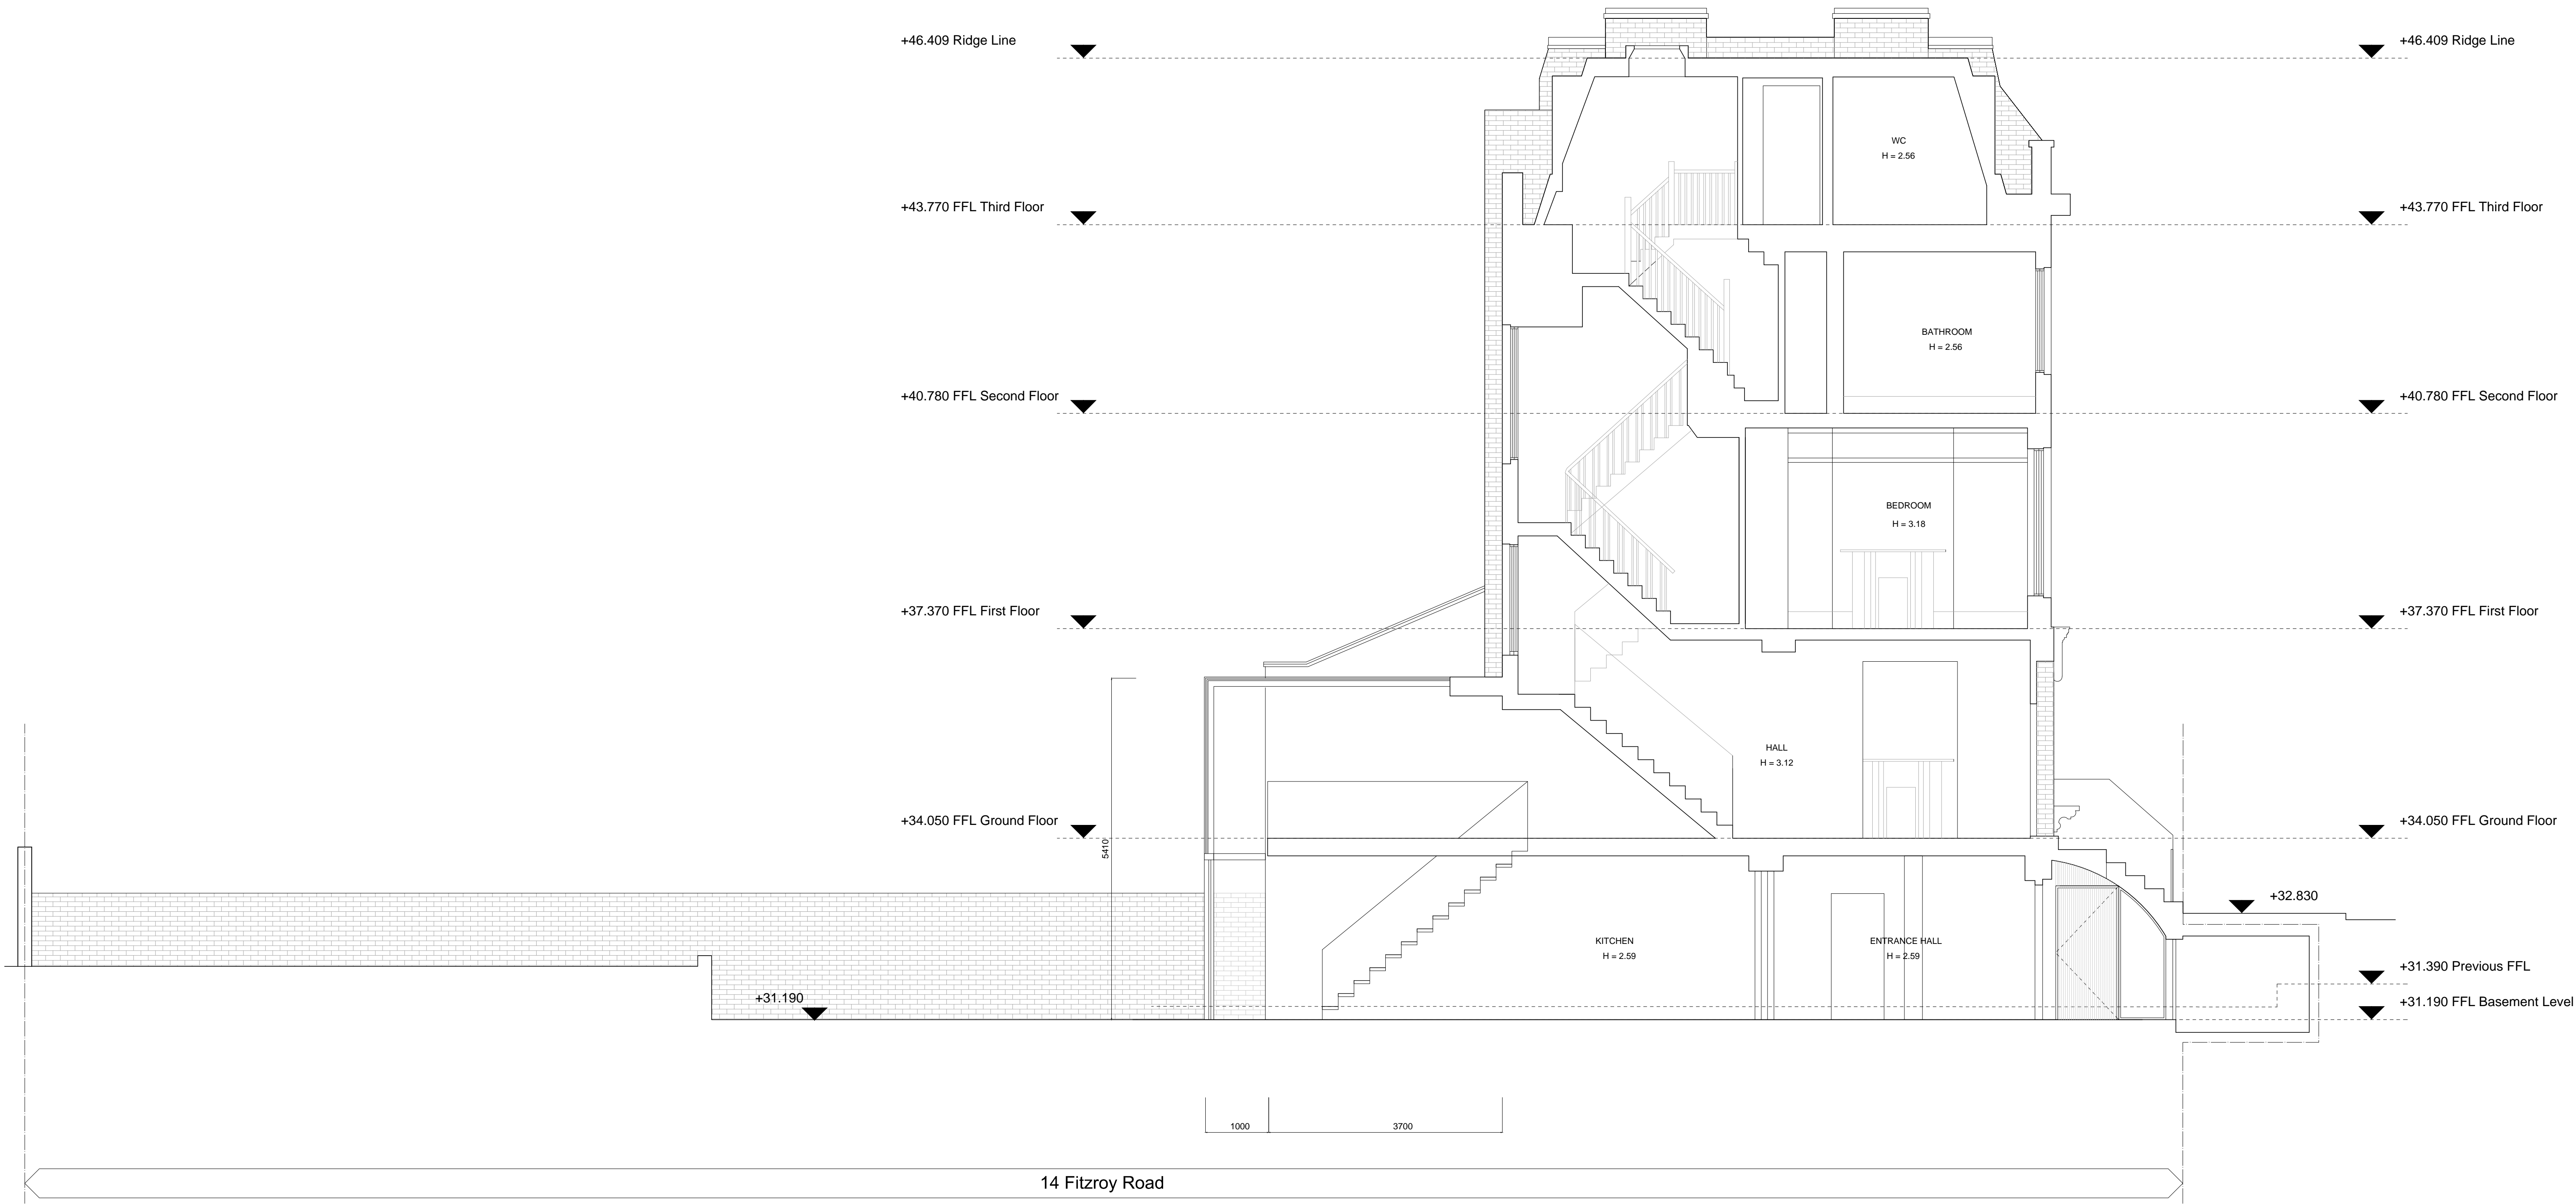 +46.409 Ridge Line
+46.409 Ridge Line
WC
H = 2.56
+43.770 FFL Third Floor
+43.770 FFL Third Floor
BATHROOM
H = 2.56
+40.780 FFL Second Floor
+40.780 FFL Second Floor
BEDROOM
H = 3.18
+37.370 FFL First Floor
+37.370 FFL First Floor
HALL
H = 3.12
+34.050 FFL Ground Floor
+34.050 FFL Ground Floor
5410
+32.830
KITCHEN
H = 2.59
ENTRANCE HALL
H = 2.59
+31.390 Previous FFL
+31.190
+31.190 FFL Basement Level
1000
3700
14 Fitzroy Road